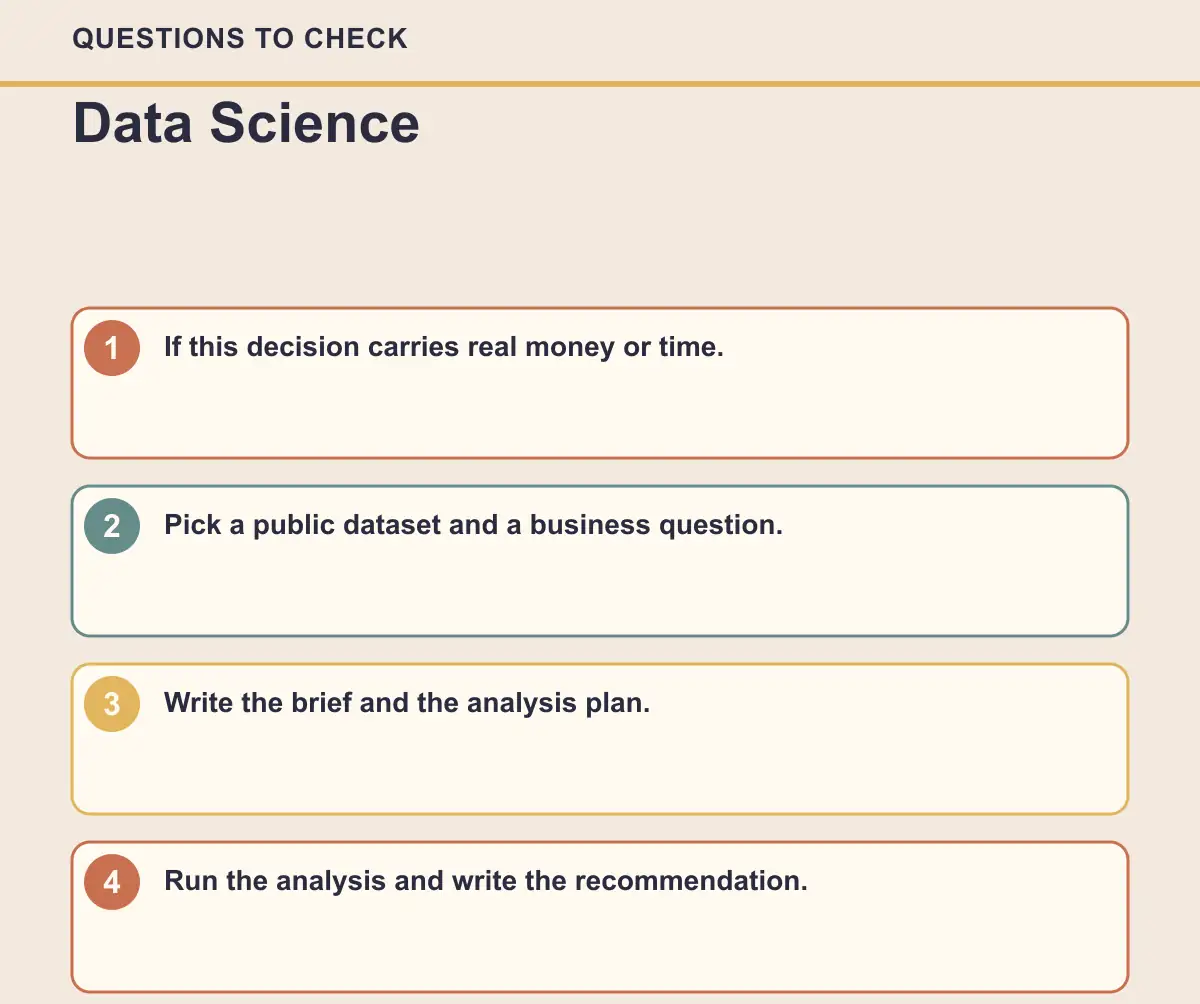 QUESTIONS TO CHECK
Data Science
1 If this decision carries real money or time.
2 Pick a public dataset and a business question.
3 Write the brief and the analysis plan.
4 Run the analysis and write the recommendation.